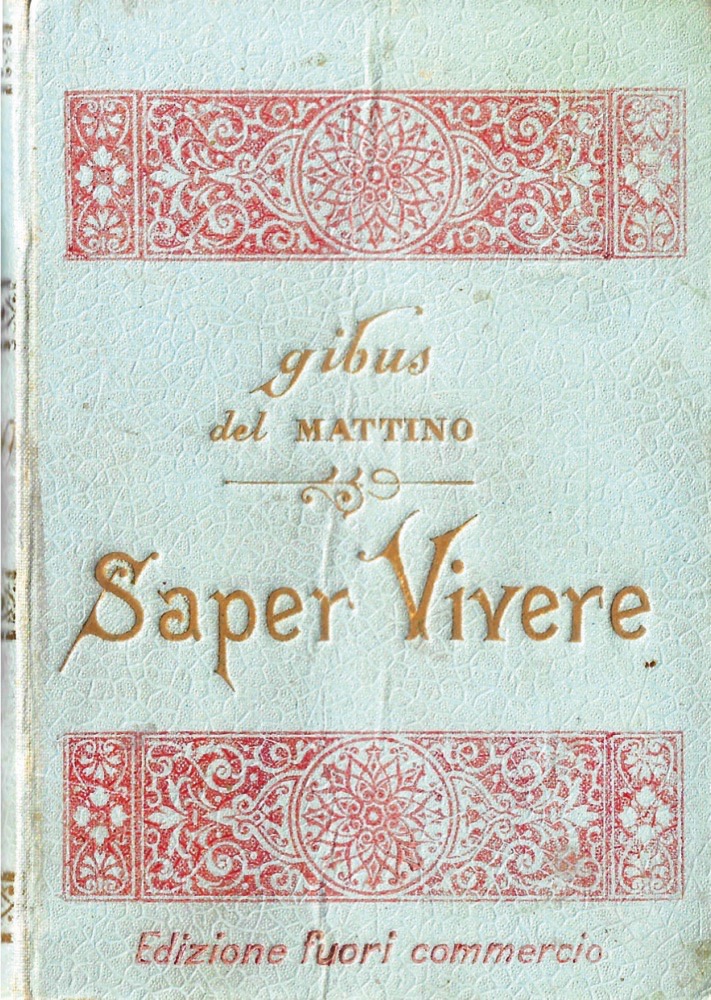 gibus
del MATTINO
Saper Vivere
Edizione fuori commercio